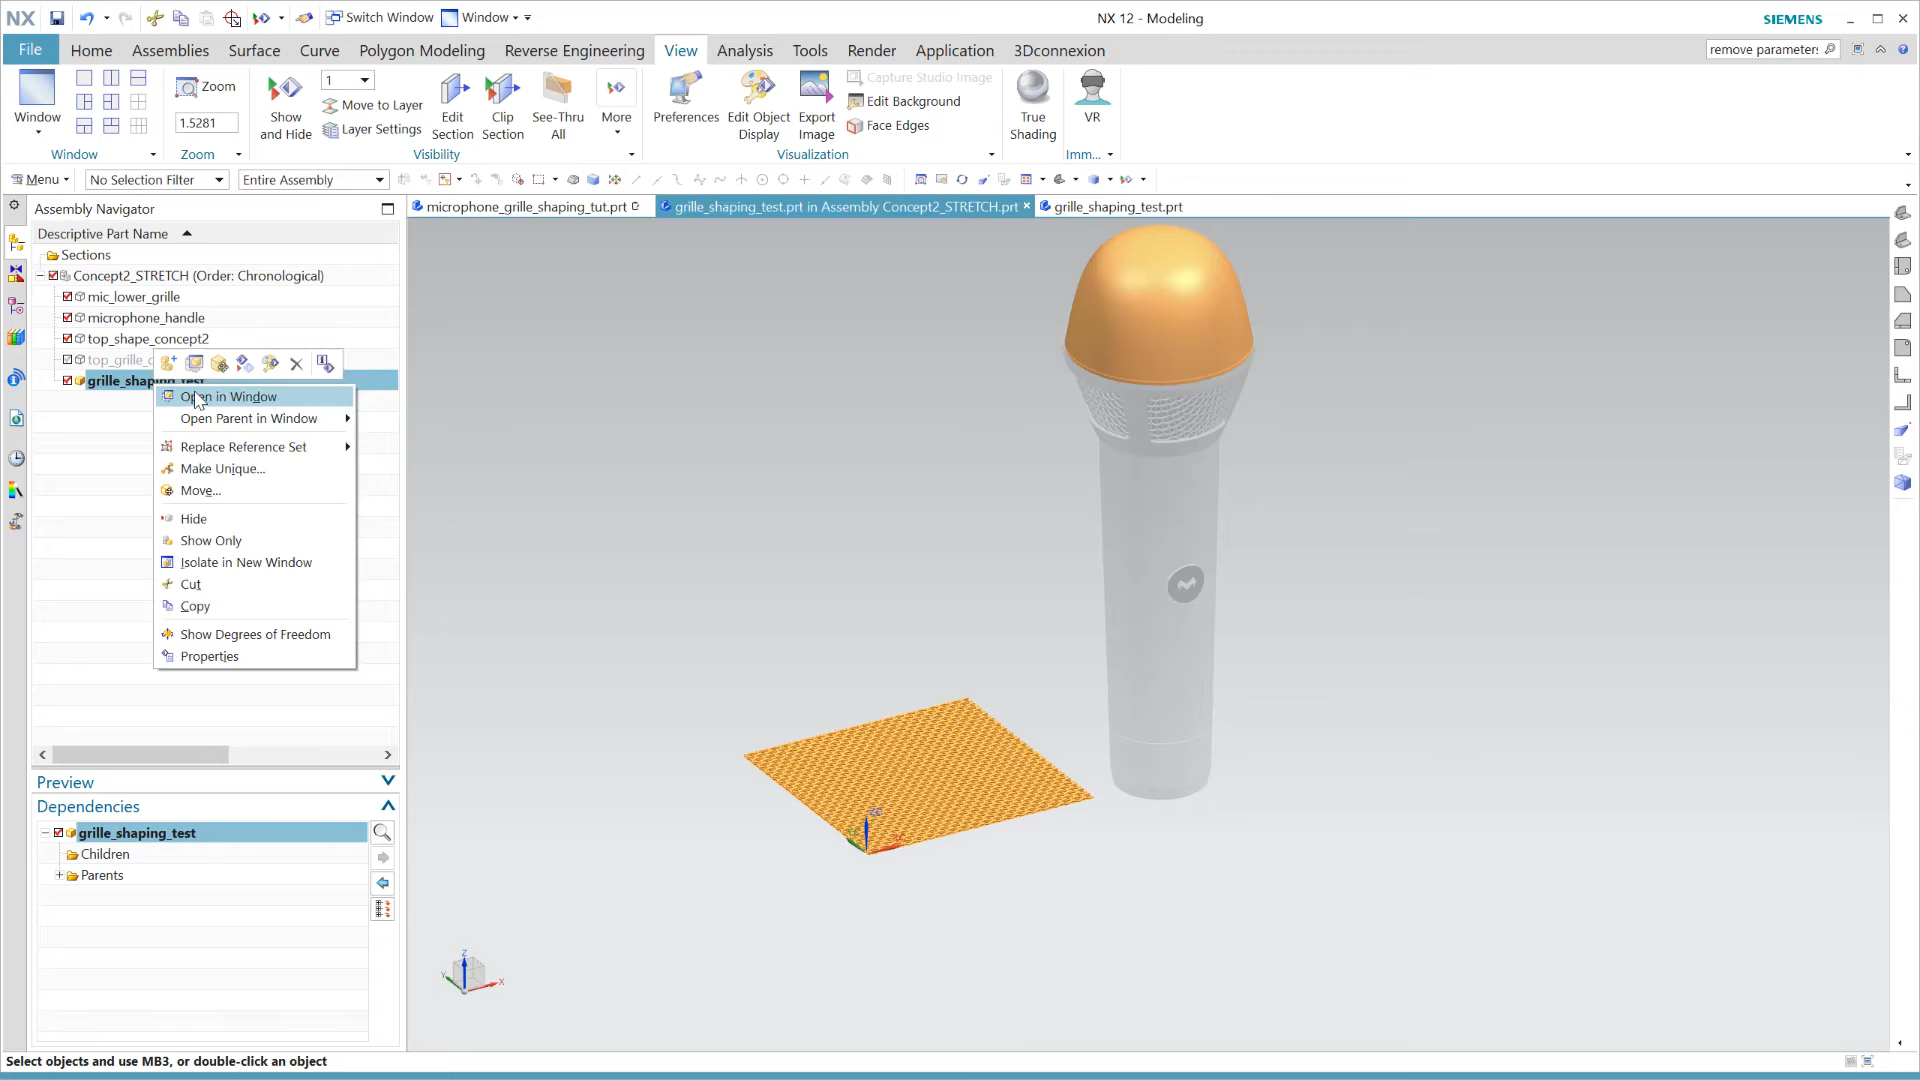 NX
Switch Window
Window
NX 12 - Modeling
SIEMENS
File
Home
Assemblies
Surface
Curve
Polygon Modeling
Reverse Engineering
View
Analysis
Tools
Render
Application
3Dconnexion
remove parameters
Window
Zoom
1.5281
Show and Hide
1
Move to Layer
Layer Settings
Edit Section
Clip Section
See-Thru All
More
Preferences
Edit Object Display
Export Image
Capture Studio Image
Edit Background
Face Edges
True Shading
VR
Window
Zoom
Visibility
Visualization
Imm...
Menu
No Selection Filter
Entire Assembly
Assembly Navigator
microphone_grille_shaping_tut.prt
grille_shaping_test.prt in Assembly Concept2_STRETCH.prt
grille_shaping_test.prt
Descriptive Part Name
Sections
Concept2_STRETCH (Order: Chronological)
mic_lower_grille
microphone_handle
top_shape_concept2
top_grille_c
grille_shaping_test
Open in Window
Open Parent in Window
Replace Reference Set
Make Unique...
Move...
Hide
Show Only
Isolate in New Window
Cut
Copy
Show Degrees of Freedom
Properties
Preview
Dependencies
grille_shaping_test
Children
Parents
ZC
Z
Y
X
Select objects and use MB3, or double-click an object